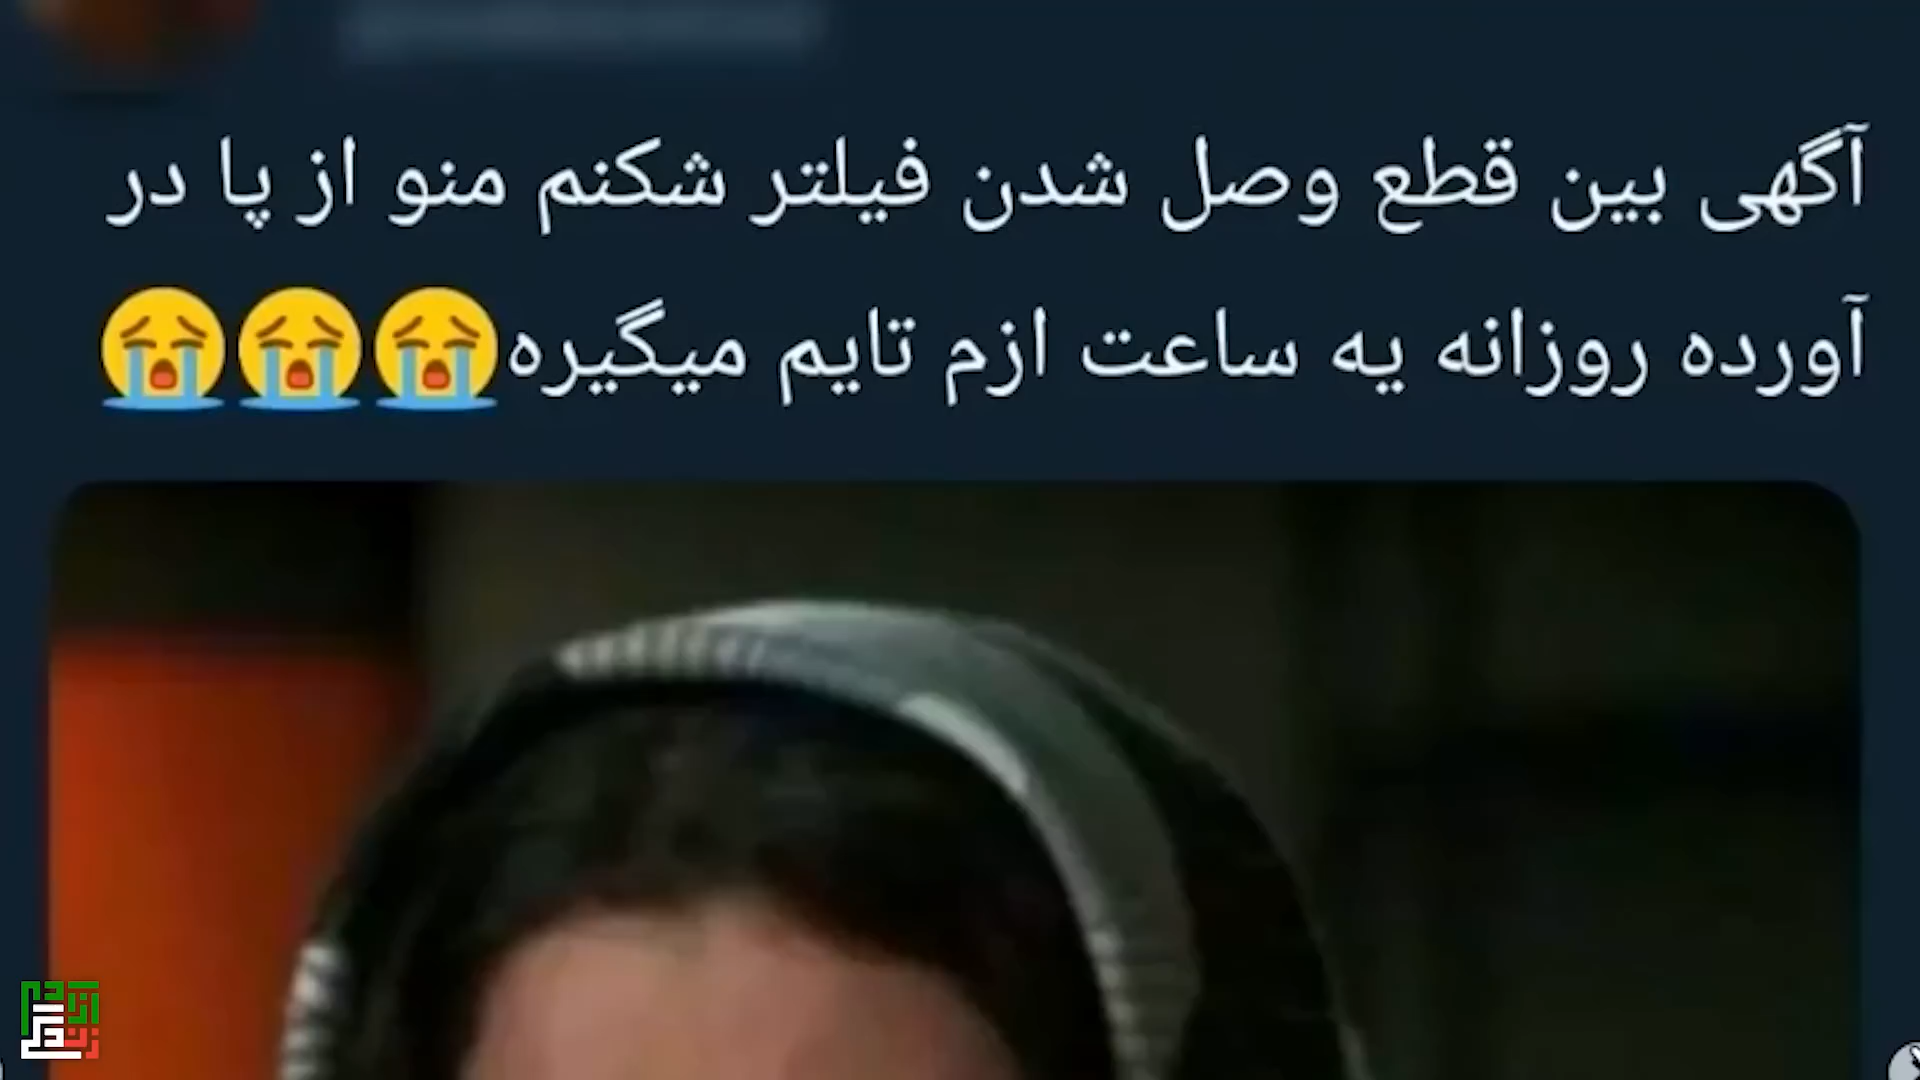 آگهی بین قطع وصل شدن فیلتر شکنم منو از پا در
آورده روزانه یه ساعت ازم تایم میگیره😭😭😭